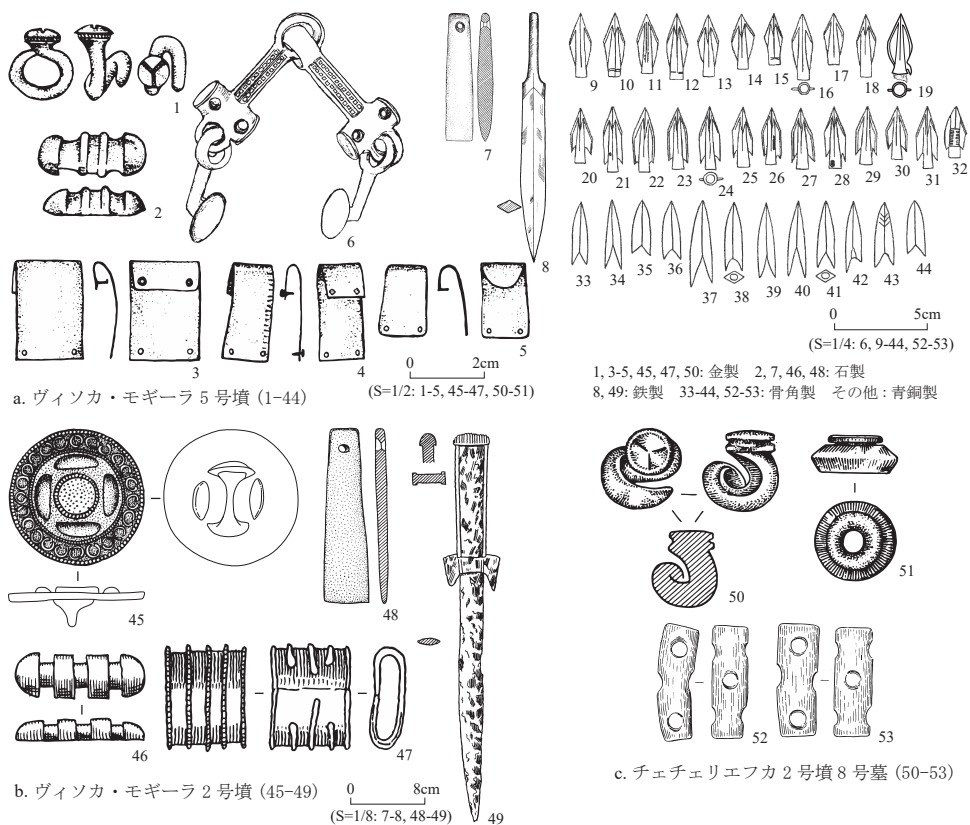 1
2
6
7
8
9 10 11 12 13 14 15 16 17 18 19
20 21 22 23 24 25 26 27 28 29 30 31 32
33 34 35 36 37 38 39 40 41 42 43 44
3 4 5
0 2cm
(S=1/2: 1-5, 45-47, 50-51)
0 5cm
(S=1/4: 6, 9-44, 52-53)
1, 3-5, 45, 47, 50: 金製 2, 7, 46, 48: 石製
8, 49: 鉄製 33-44, 52-53: 骨角製 その他 : 青銅製
a. ヴィソカ・モギーラ 5 号墳 (1-44)
45
46
47
48
49
b. ヴィソカ・モギーラ 2 号墳 (45-49)
0 8cm
(S=1/8: 7-8, 48-49)
50
51
52
53
c. チェチェリエフカ 2 号墳 8 号墓 (50-53)